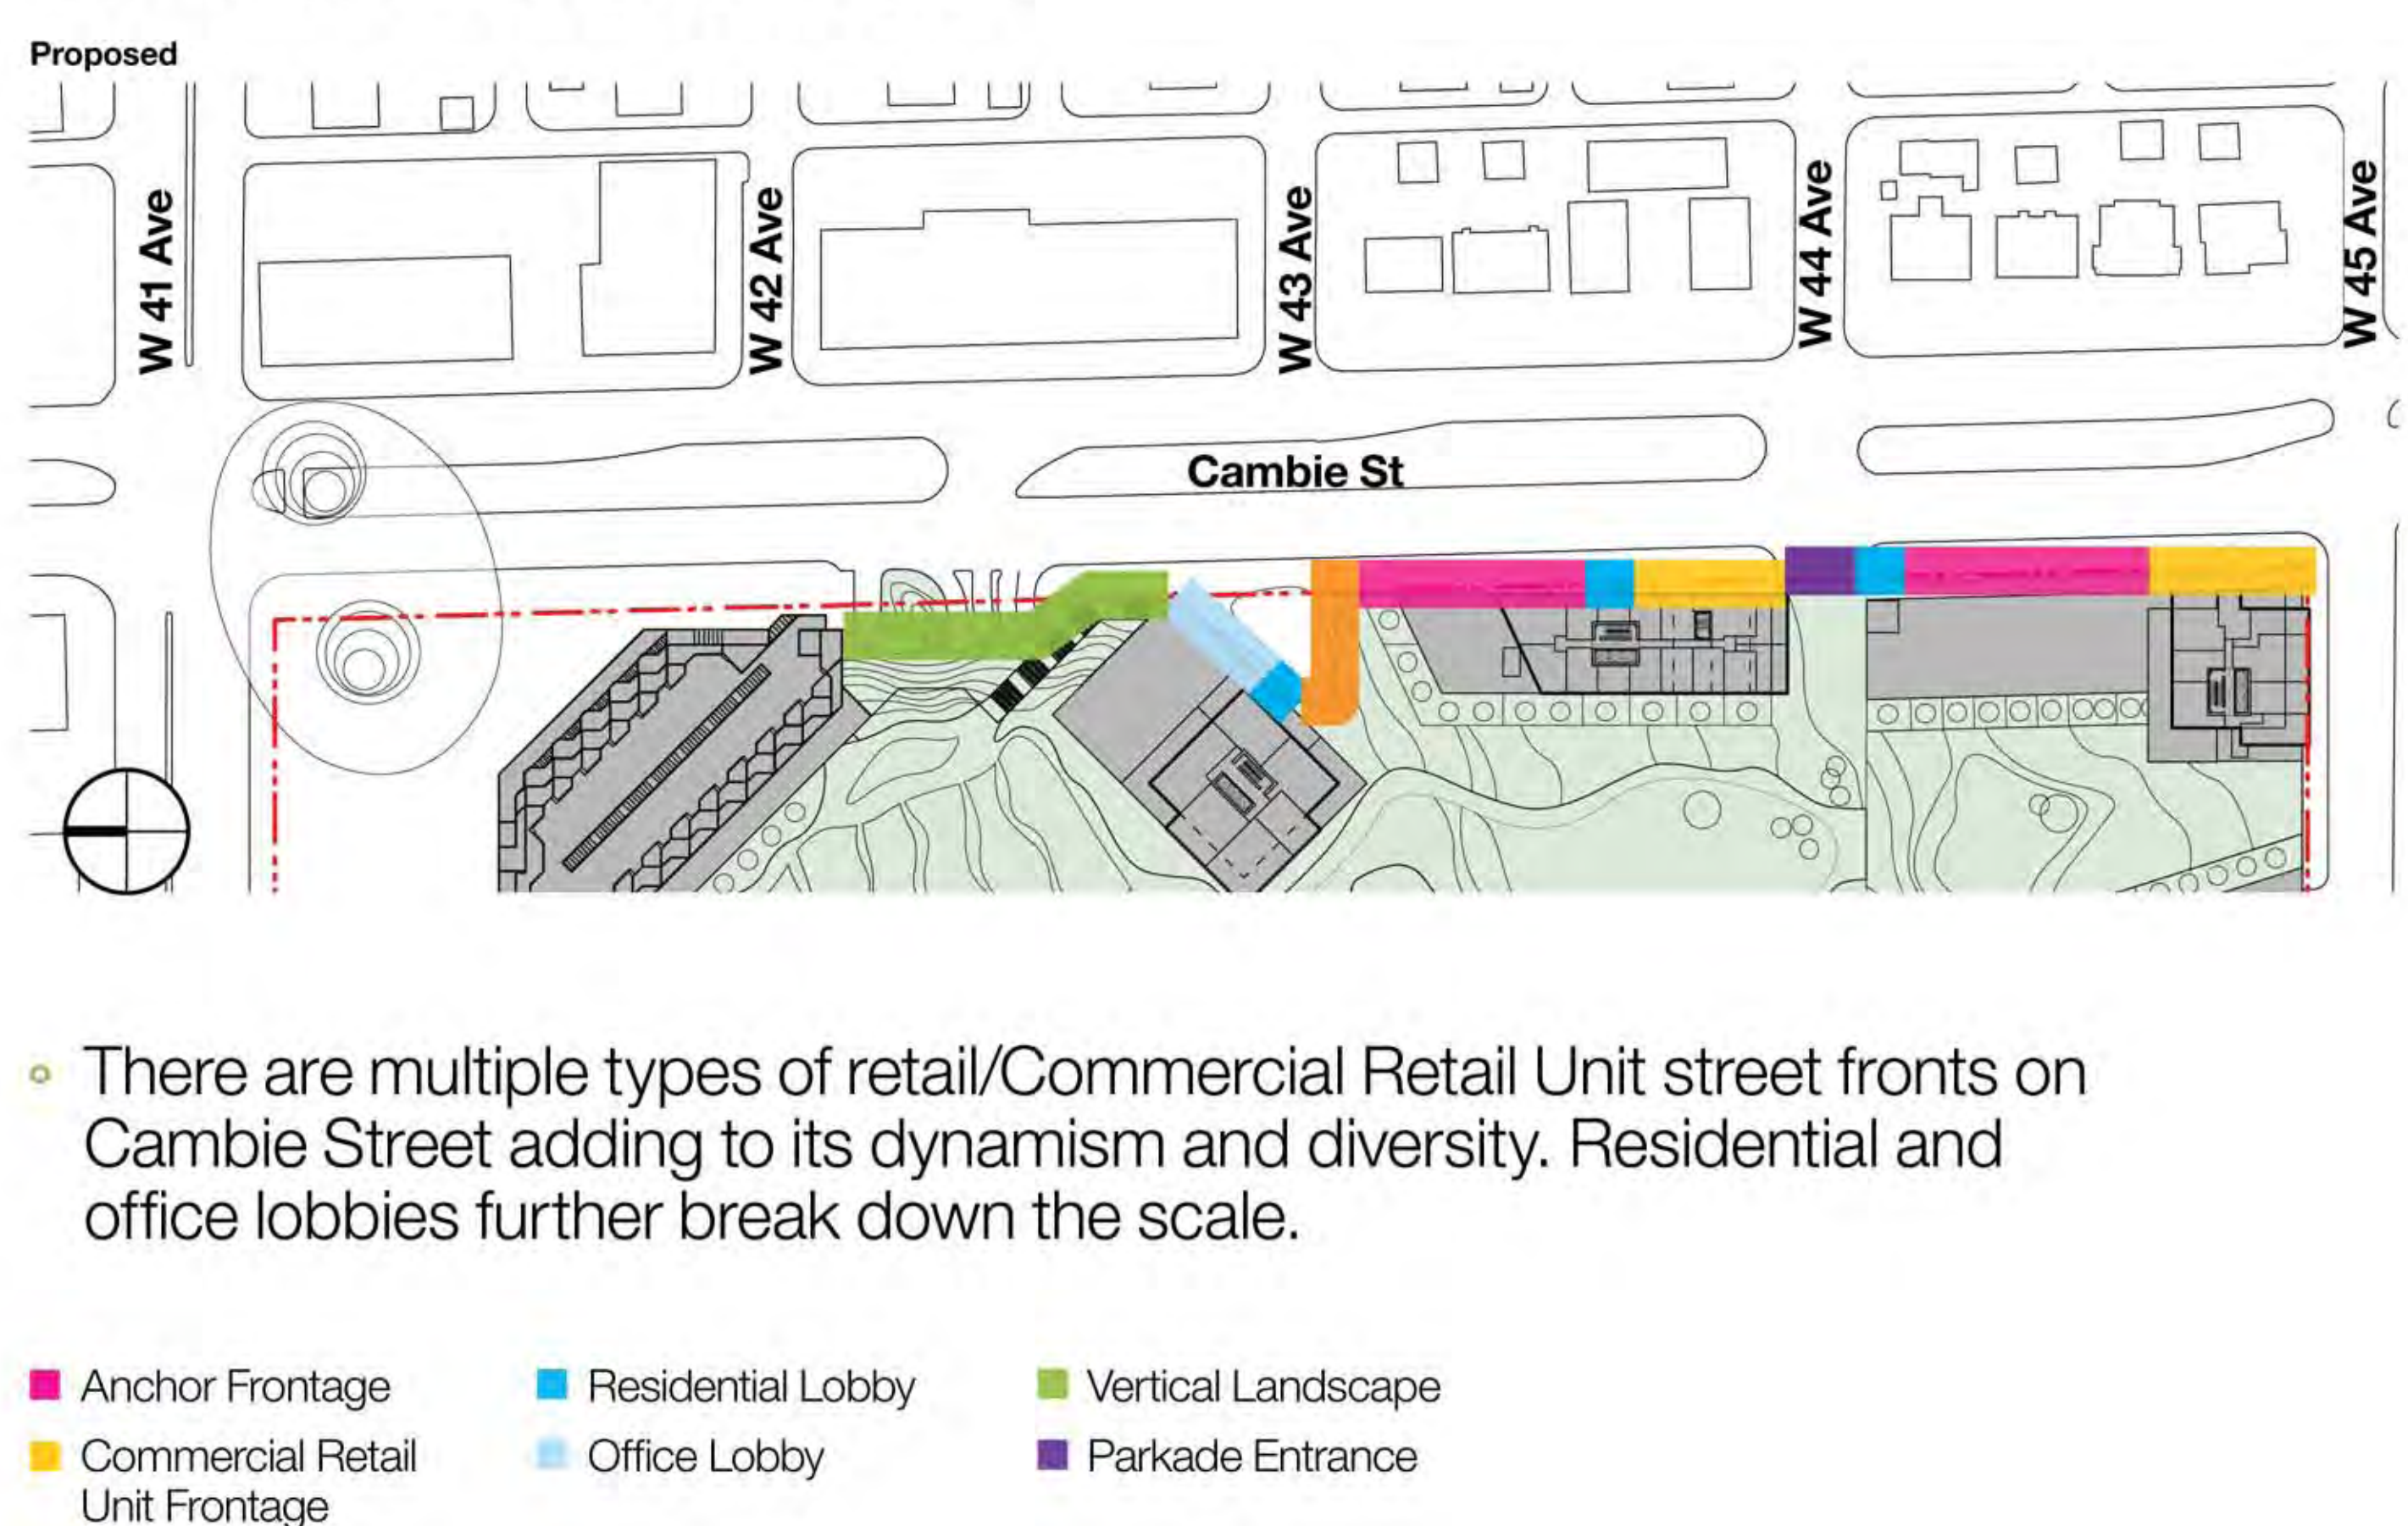 Proposed
W 41 Ave
W 42 Ave
W 43 Ave
W 44 Ave
W 45 Ave
Cambie St
There are multiple types of retail/Commercial Retail Unit street fronts on
Cambie Street adding to its dynamism and diversity. Residential and
office lobbies further break down the scale.
Anchor Frontage
Commercial Retail
Unit Frontage
Residential Lobby
Office Lobby
Vertical Landscape
Parkade Entrance